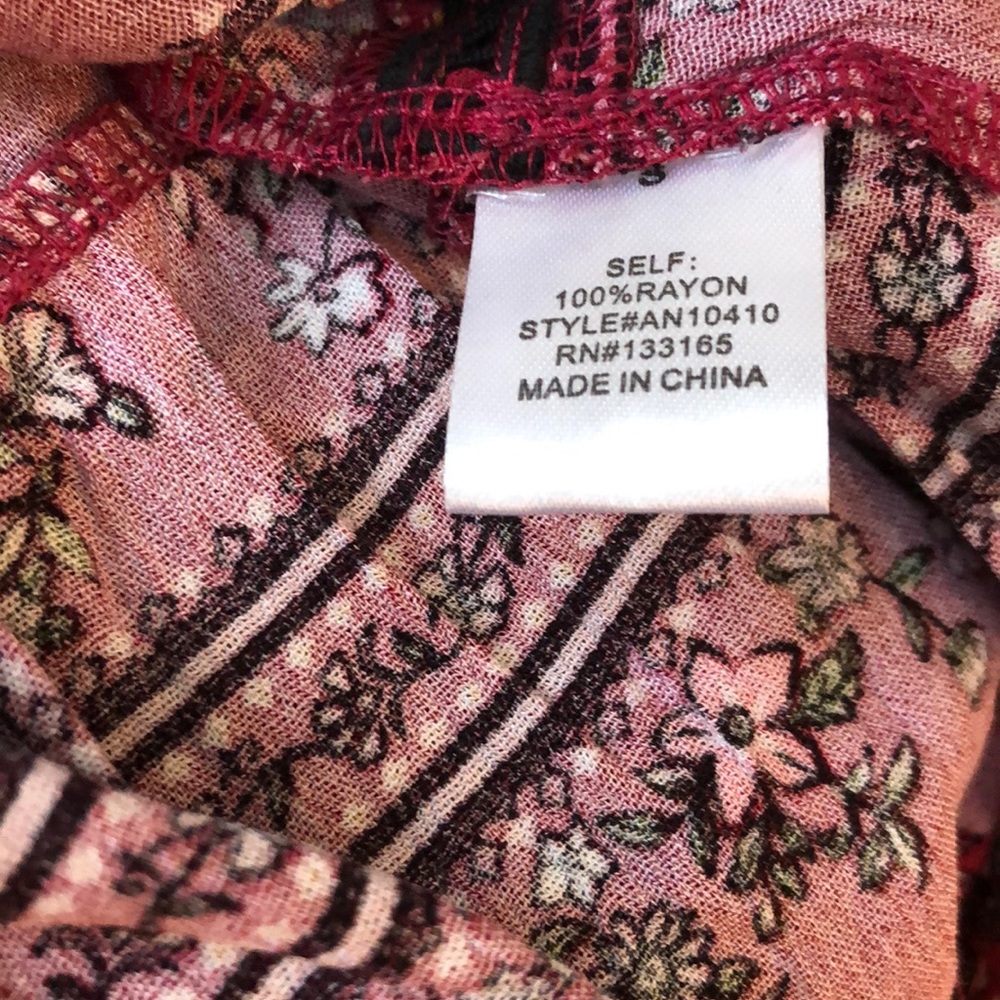 S
SELF:
100%RAYON
STYLE#AN10410
RN#133165
MADE IN CHINA